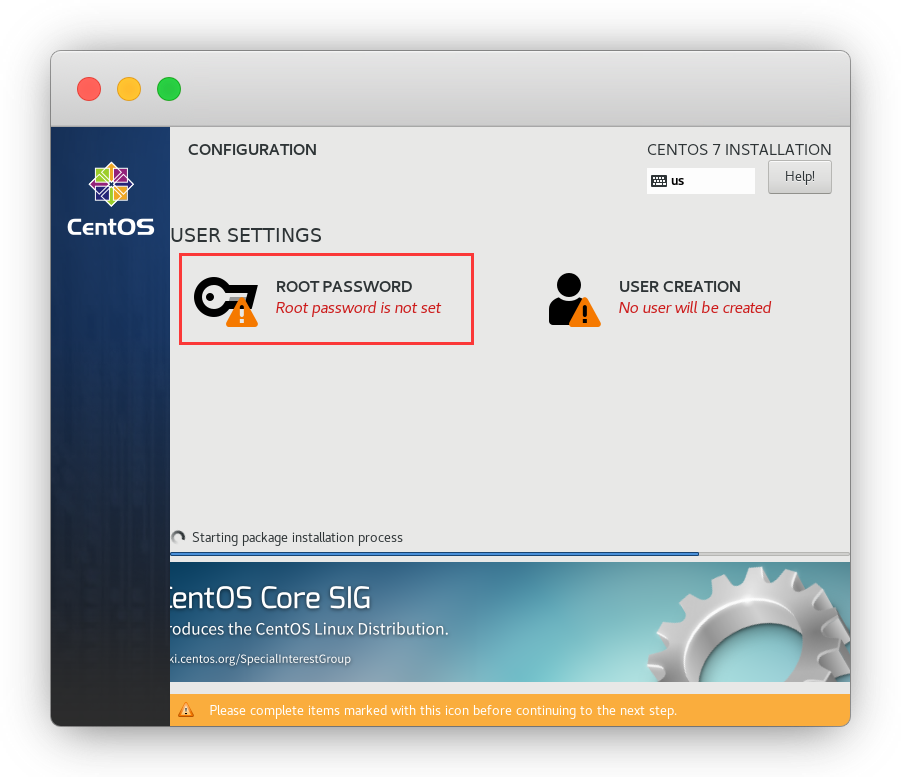 CONFIGURATION
CENTOS 7 INSTALLATION
us
Help!
CentOS
USER SETTINGS
ROOT PASSWORD
Root password is not set
USER CREATION
No user will be created
Starting package installation process
entOS Core SIG
roduces the CentOS Linux Distribution.
ki.centos.org/SpecialInterestGroup
Please complete items marked with this icon before continuing to the next step.